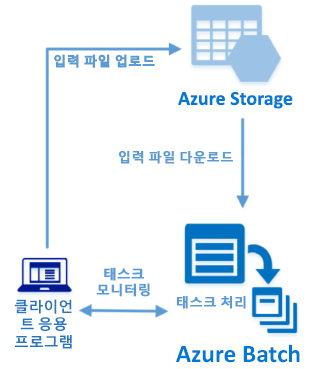 입력 파일 업로드
Azure Storage
입력 파일 다운로드
태스크
모니터링
태스크 처리
클라이언
트 응용
프로그램
Azure Batch